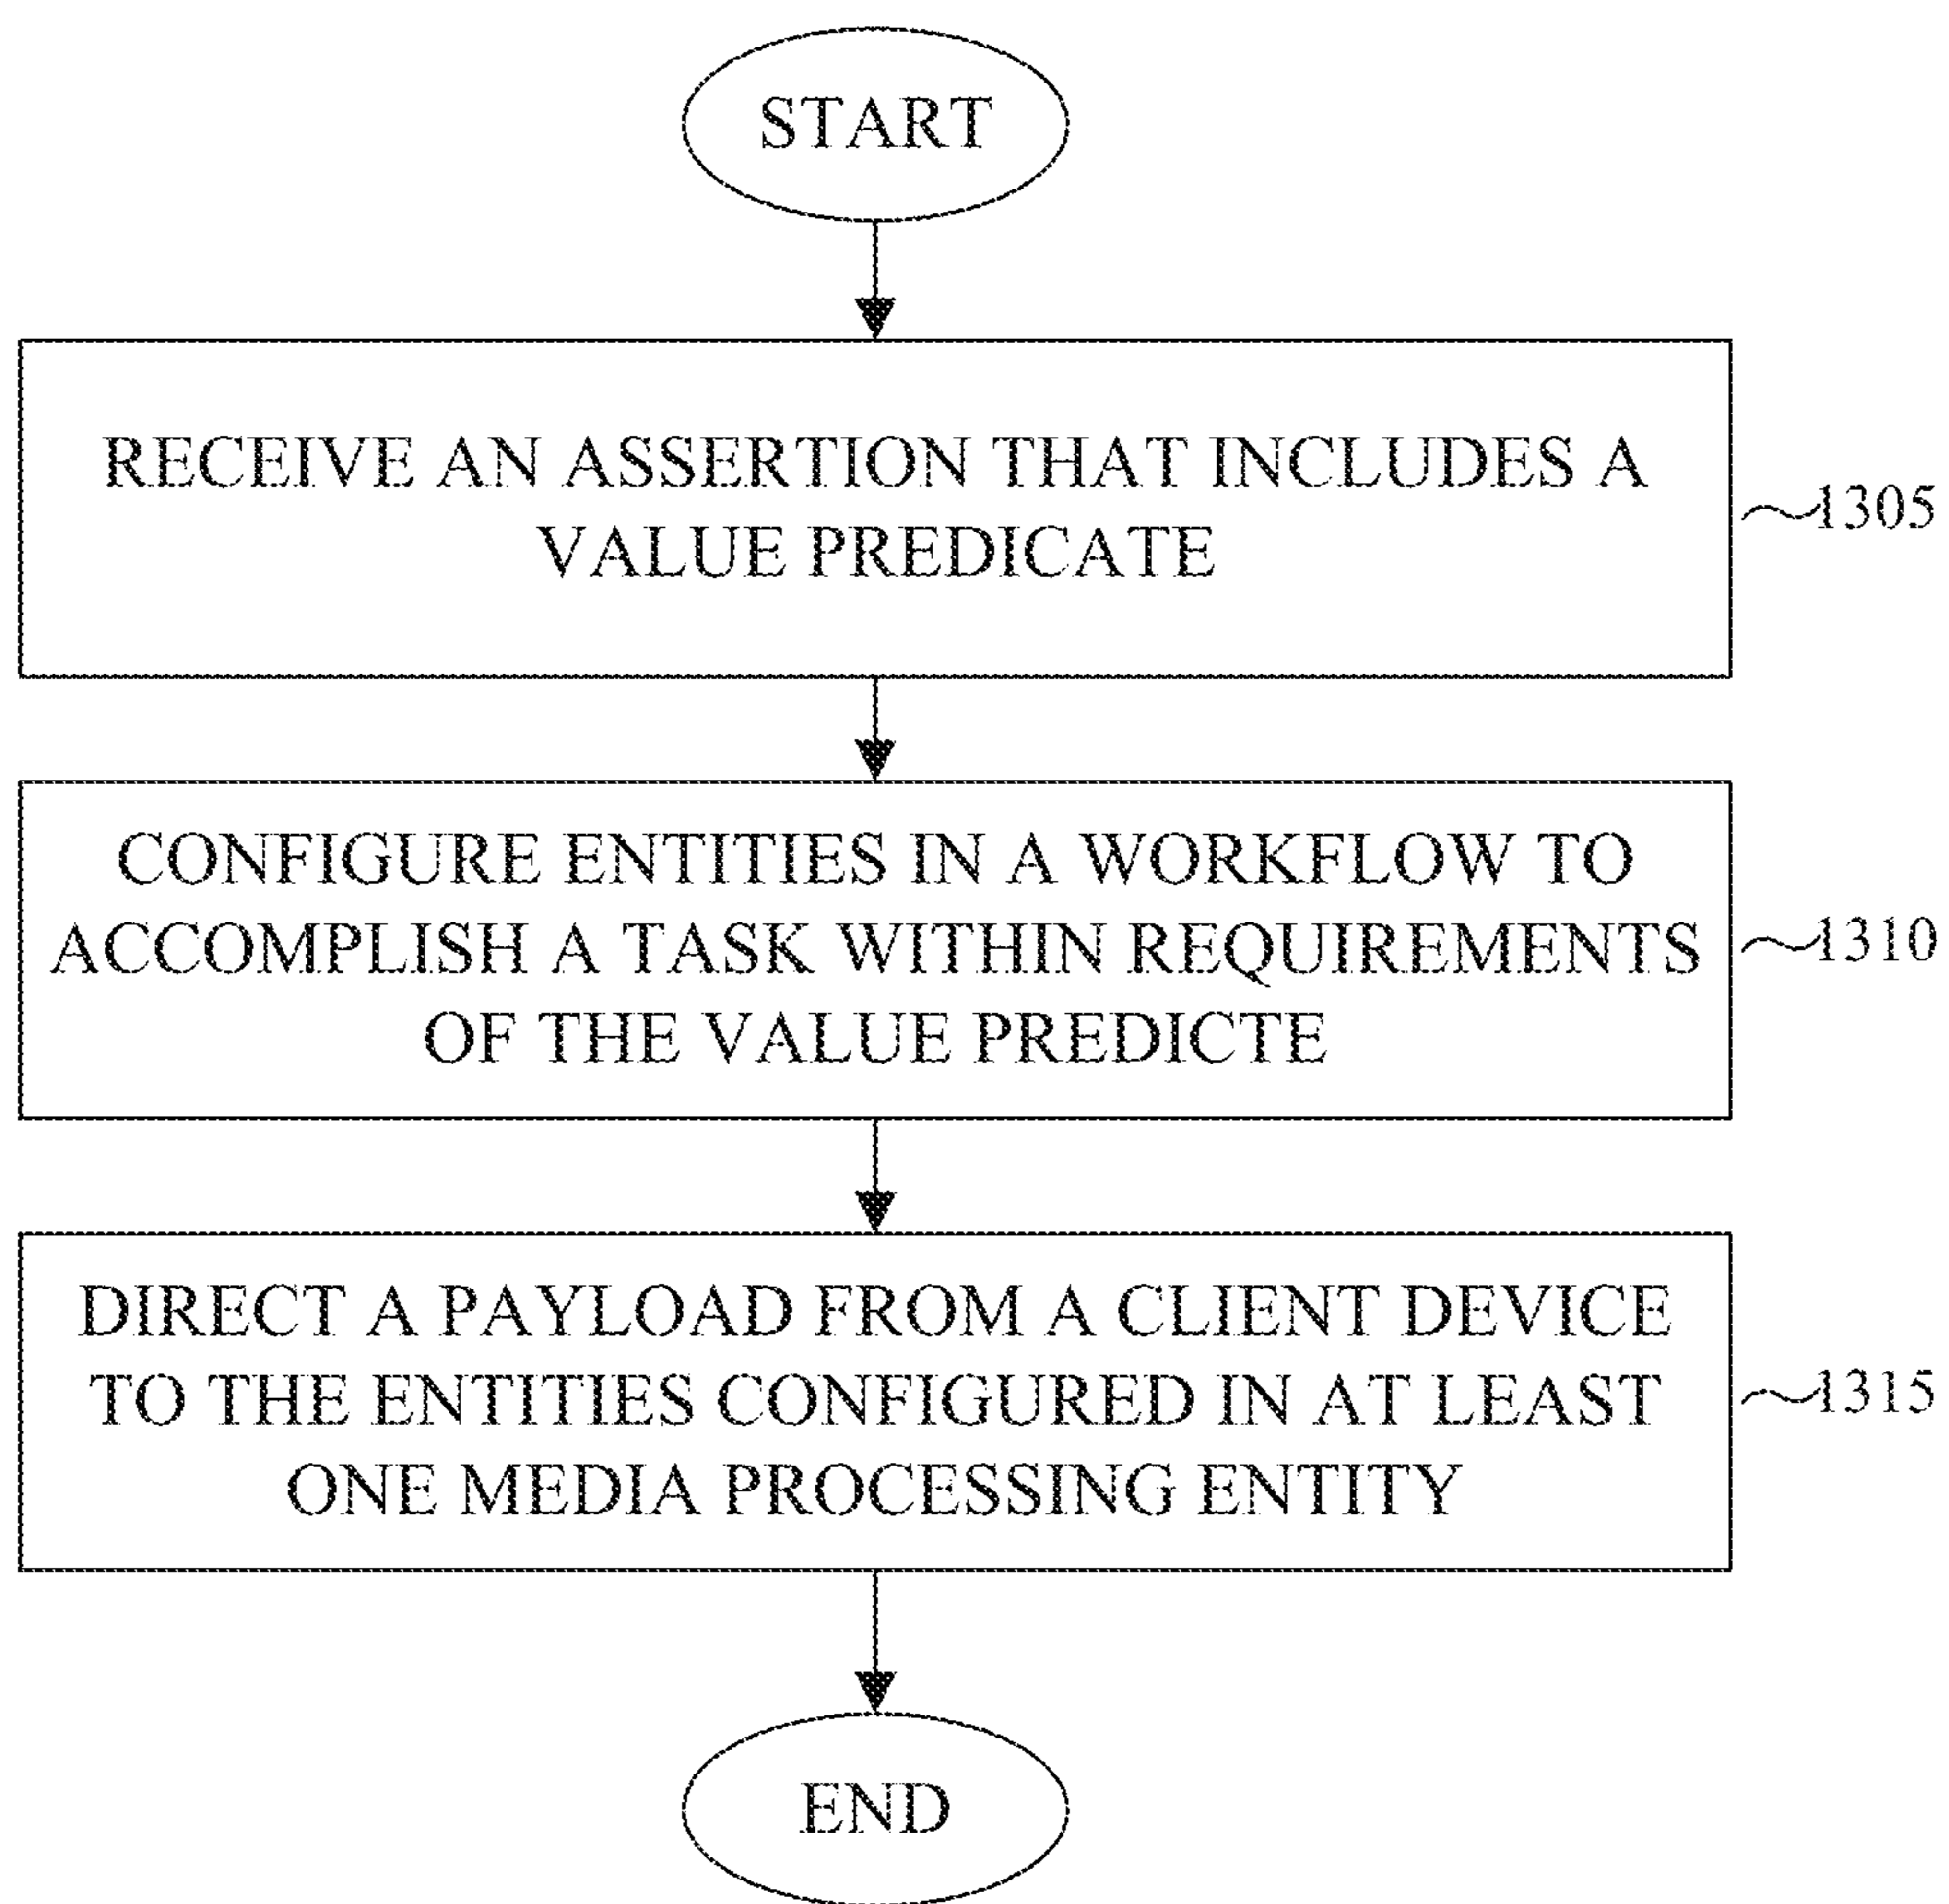 START
RECEIVE AN ASSERTION THAT INCLUDES A
VALUE PREDICATE
1305
CONFIGURE ENTITIES IN A WORKFLOW TO
ACCOMPLISH A TASK WITHIN REQUIREMENTS
OF THE VALUE PREDICTE
1310
DIRECT A PAYLOAD FROM A CLIENT DEVICE
TO THE ENTITIES CONFIGURED IN AT LEAST
ONE MEDIA PROCESSING ENTITY
1315
END